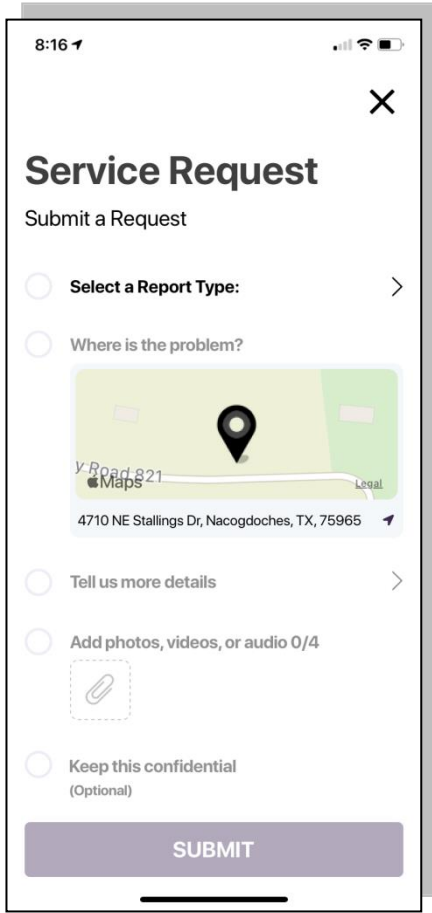 8:16
Service Request
Submit a Request
Select a Report Type:
Where is the problem?
y Road 821
Maps
Legal
4710 NE Stallings Dr, Nacogdoches, TX, 75965
Tell us more details
Add photos, videos, or audio 0/4
Keep this confidential
(Optional)
SUBMIT